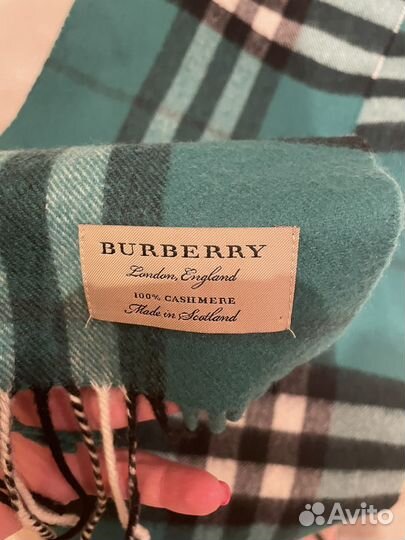 BURBERRY
London, England
100% CASHMERE
Made in Scotland
Avito